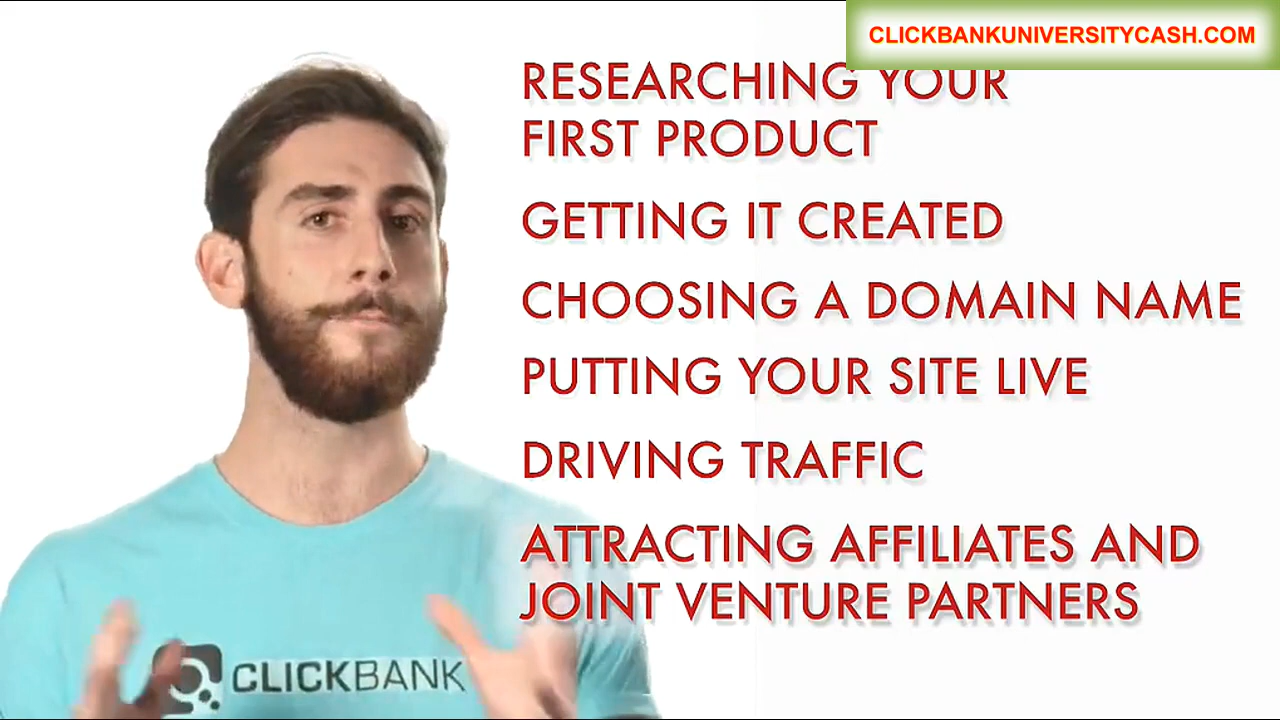 CLICKBANKUNIVERSITYCASH.COM
RESEARCHING YOUR
FIRST PRODUCT
GETTING IT CREATED
CHOOSING A DOMAIN NAME
PUTTING YOUR SITE LIVE
DRIVING TRAFFIC
ATTRACTING AFFILIATES AND
JOINT VENTURE PARTNERS
CLICKBANK